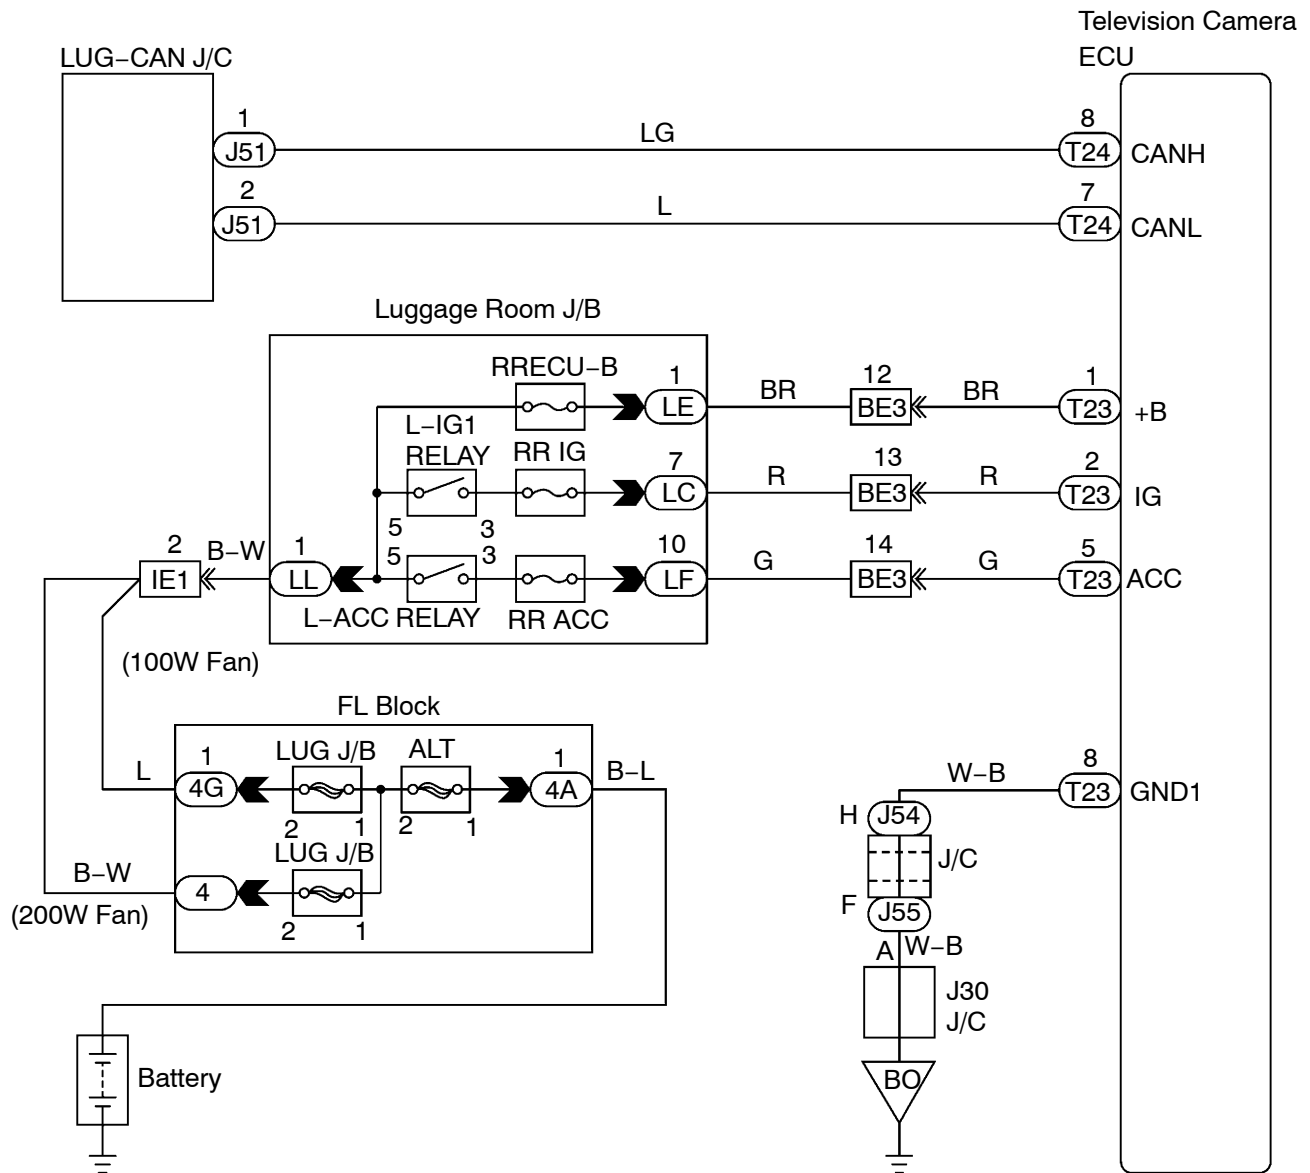 Television Camera
ECU
LUG-CAN J/C
1
J51
LG
8
T24
CANH
2
J51
L
7
T24
CANL
Luggage Room J/B
RRECU-B
1
LE
BR
12
BE3
BR
1
T23
+B
L-IG1
RELAY
RR IG
7
LC
R
13
BE3
R
2
T23
IG
5
3
2
IE1
B-W
1
LL
5
3
10
LF
G
14
BE3
G
5
T23
ACC
L-ACC RELAY
RR ACC
(100W Fan)
FL Block
L
1
4G
LUG J/B
ALT
1
4A
B-L
2
1
2
1
W-B
8
T23
GND1
H
J54
J/C
LUG J/B
B-W
4
(200W Fan)
2
1
F
J55
A
W-B
J30
J/C
Battery
BO